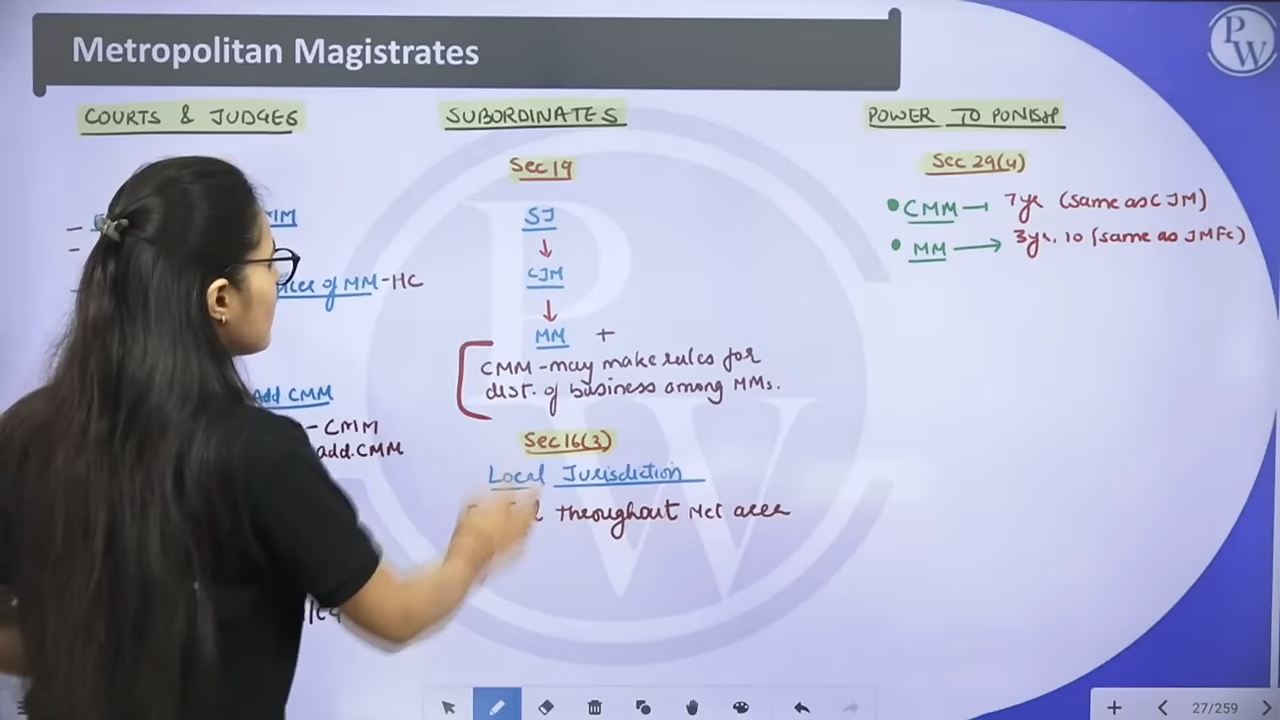 Metropolitan Magistrates
PW
COURTS & JUDGES
SUBORDINATES
POWER TO PUNISH
Sec 19
Sec 29(4)
SJ
CMM → 7yr (same as CJM)
MM → 3yr, 10 (same as JMFC)
CJM
of MM-HC
MM +
CMM-may make rules for
dist. of business among MMs.
Add CMM
- CMM
add.CMM
Sec 16(3)
Local Jurisdiction
throughout Met area
27/259